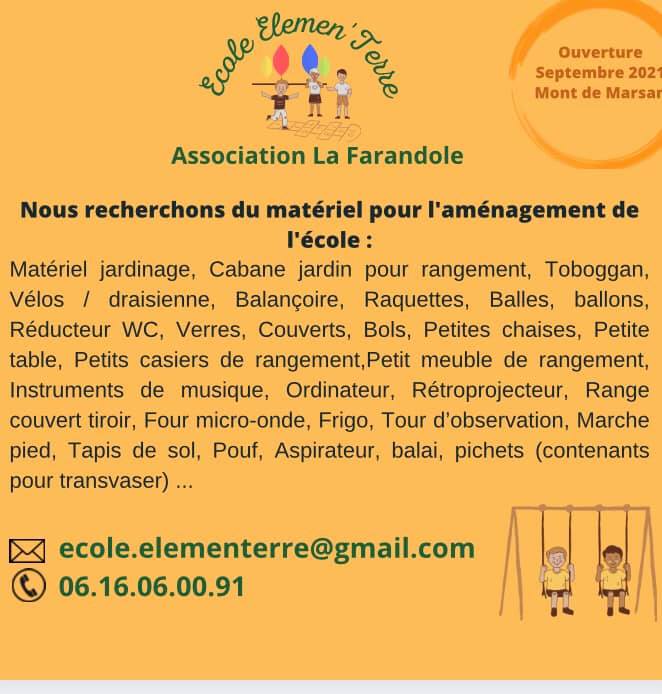 Ecole Elemen'Terre
Ouverture
Septembre 2021
Mont de Marsan
Association La Farandole
Nous recherchons du matériel pour l'aménagement de
l'école :
Matériel jardinage, Cabane jardin pour rangement, Toboggan,
Vélos / draisienne, Balançoire, Raquettes, Balles, ballons,
Réducteur WC, Verres, Couverts, Bols, Petites chaises, Petite
table, Petits casiers de rangement,Petit meuble de rangement,
Instruments de musique, Ordinateur, Rétroprojecteur, Range
couvert tiroir, Four micro-onde, Frigo, Tour d’observation, Marche
pied, Tapis de sol, Pouf, Aspirateur, balai, pichets (contenants
pour transvaser) ...
ecole.elementerre@gmail.com
06.16.06.00.91